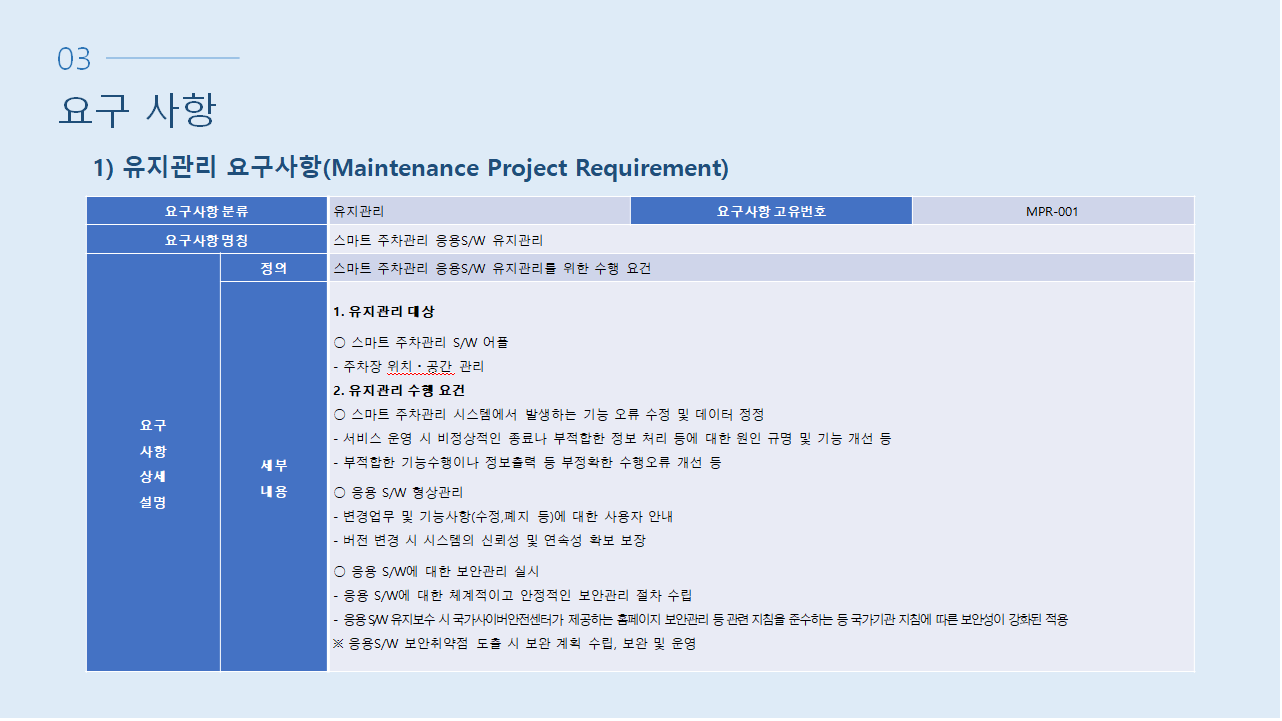 03
요구 사항
1) 유지관리 요구사항(Maintenance Project Requirement)
요구사항 분류 유지관리 요구사항 고유번호 MPR-001
요구사항 명칭 스마트 주차관리 응용S/W 유지관리
요구
사항
상세
설명
정의 스마트 주차관리 응용S/W 유지관리를 위한 수행 요건
세부
내용
1. 유지관리 대상
○ 스마트 주차관리 S/W 어플
- 주차장 위치・공간 관리
2. 유지관리 수행 요건
○ 스마트 주차관리 시스템에서 발생하는 기능 오류 수정 및 데이터 정정
- 서비스 운영 시 비정상적인 종료나 부적합한 정보 처리 등에 대한 원인 규명 및 기능 개선 등
- 부적합한 기능수행이나 정보출력 등 부정확한 수행오류 개선 등
○ 응용 S/W 형상관리
- 변경업무 및 기능사항(수정,폐지 등)에 대한 사용자 안내
- 버전 변경 시 시스템의 신뢰성 및 연속성 확보 보장
○ 응용 S/W에 대한 보안관리 실시
- 응용 S/W에 대한 체계적이고 안정적인 보안관리 절차 수립
- 응용 S/W 유지보수 시 국가사이버안전센터가 제공하는 홈페이지 보안관리 등 관련 지침을 준수하는 등 국가기관 지침에 따른 보안성이 강화된 적용
※ 응용S/W 보안취약점 도출 시 보완 계획 수립, 보완 및 운영